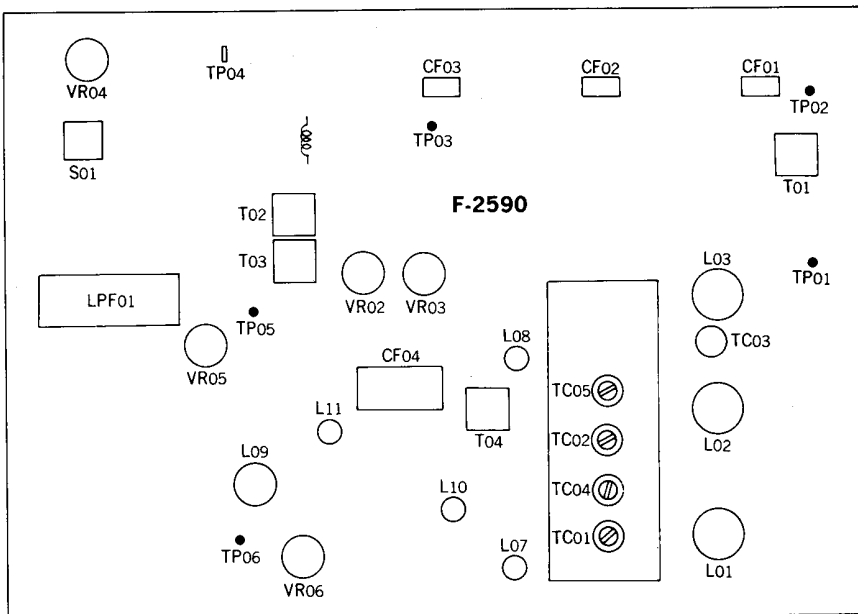 VR04
TP04
CF03
CF02
CF01
TP02
S01
TP03
T01
T02
F-2590
T03
L03
TP01
LPF01
VR02
VR03
TP05
L08
TC03
VR05
CF04
TC05
L11
T04
L02
TC02
L09
L10
TC04
TC01
TP06
L07
VR06
L01